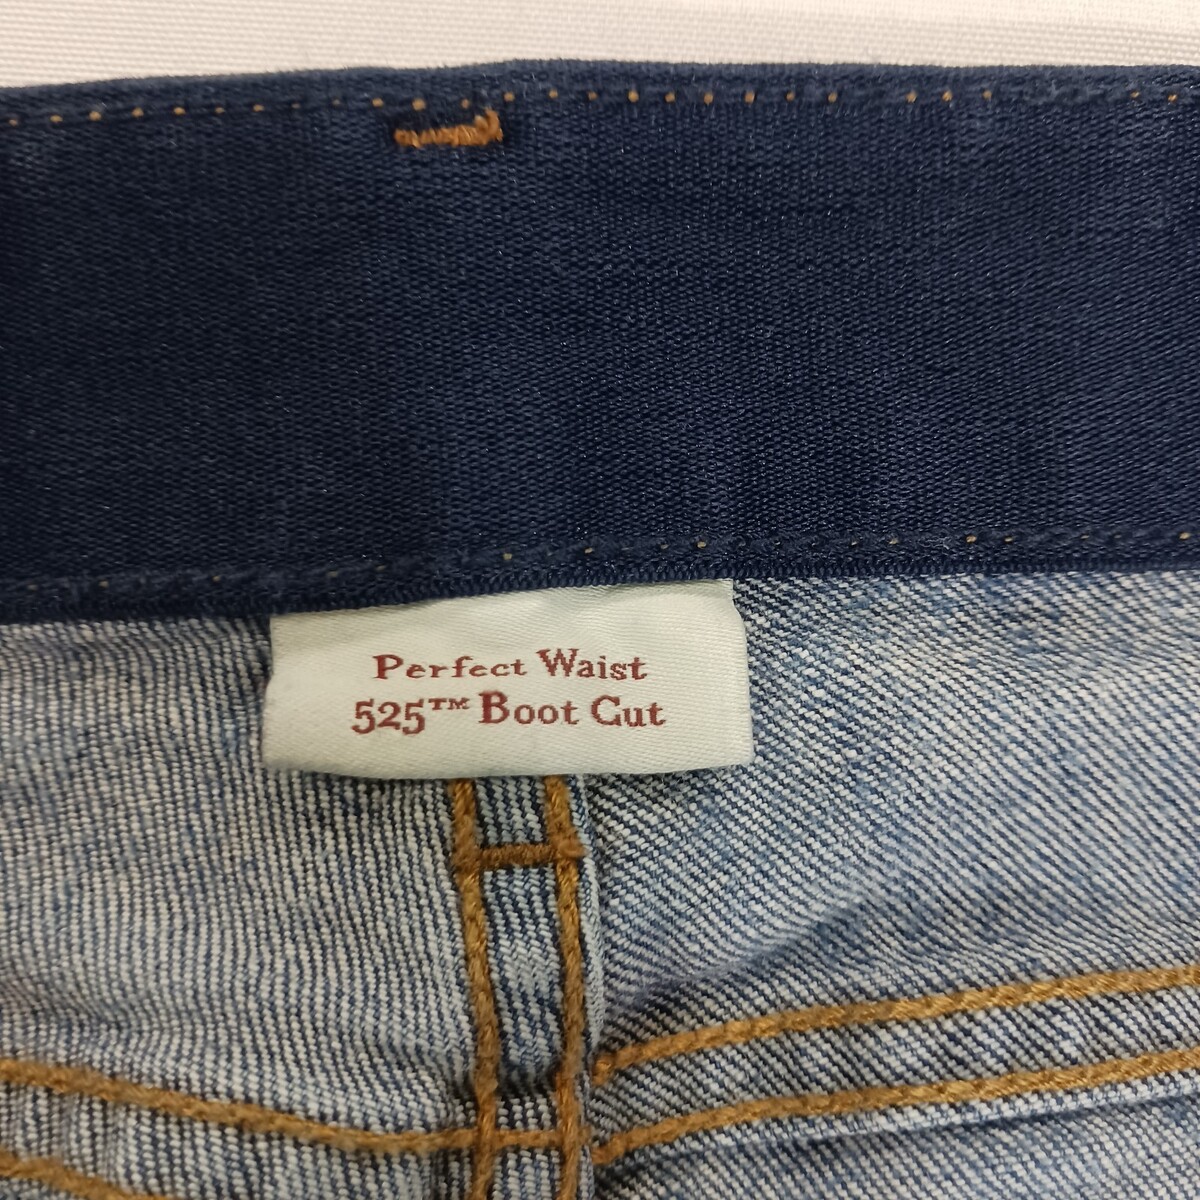 Perfect Waist
525™ Boot Cut